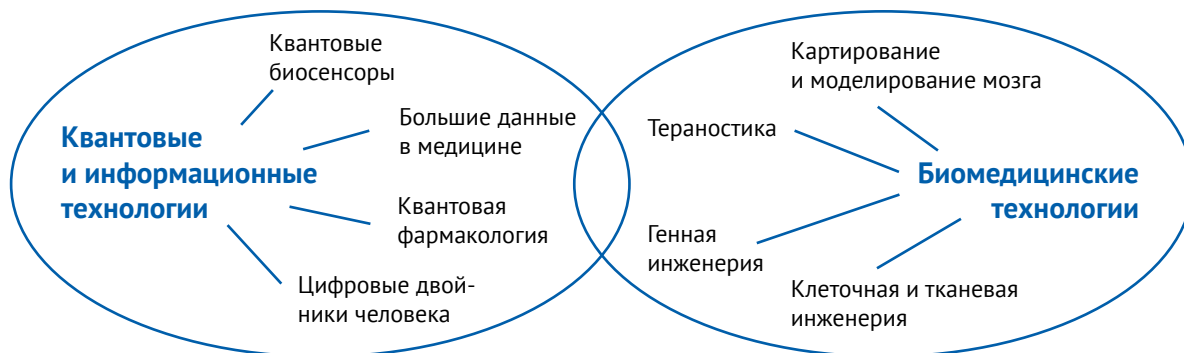 Квантовые
биосенсоры
Большие данные
в медицине
Квантовые
и информационные
технологии
Квантовая
фармакология
Цифровые двой-
ники человека
Картирование
и моделирование мозга
Тераностика
Биомедицинские
технологии
Генная
инженерия
Клеточная и тканевая
инженерия